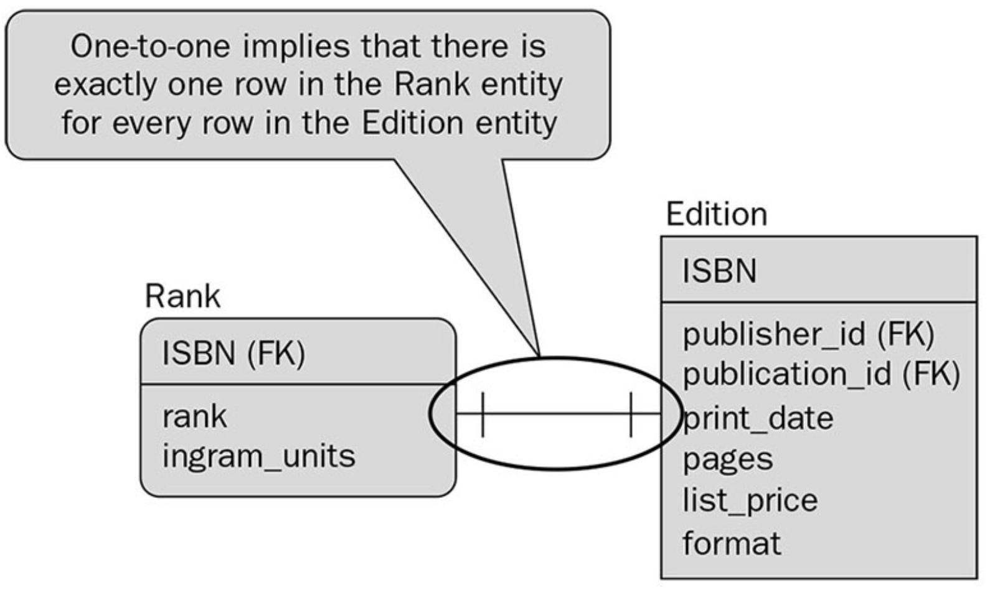 One-to-one implies that there is
exactly one row in the Rank entity
for every row in the Edition entity
Rank
ISBN (FK)
rank
ingram_units
Edition
ISBN
publisher_id (FK)
publication_id (FK)
print_date
pages
list_price
format